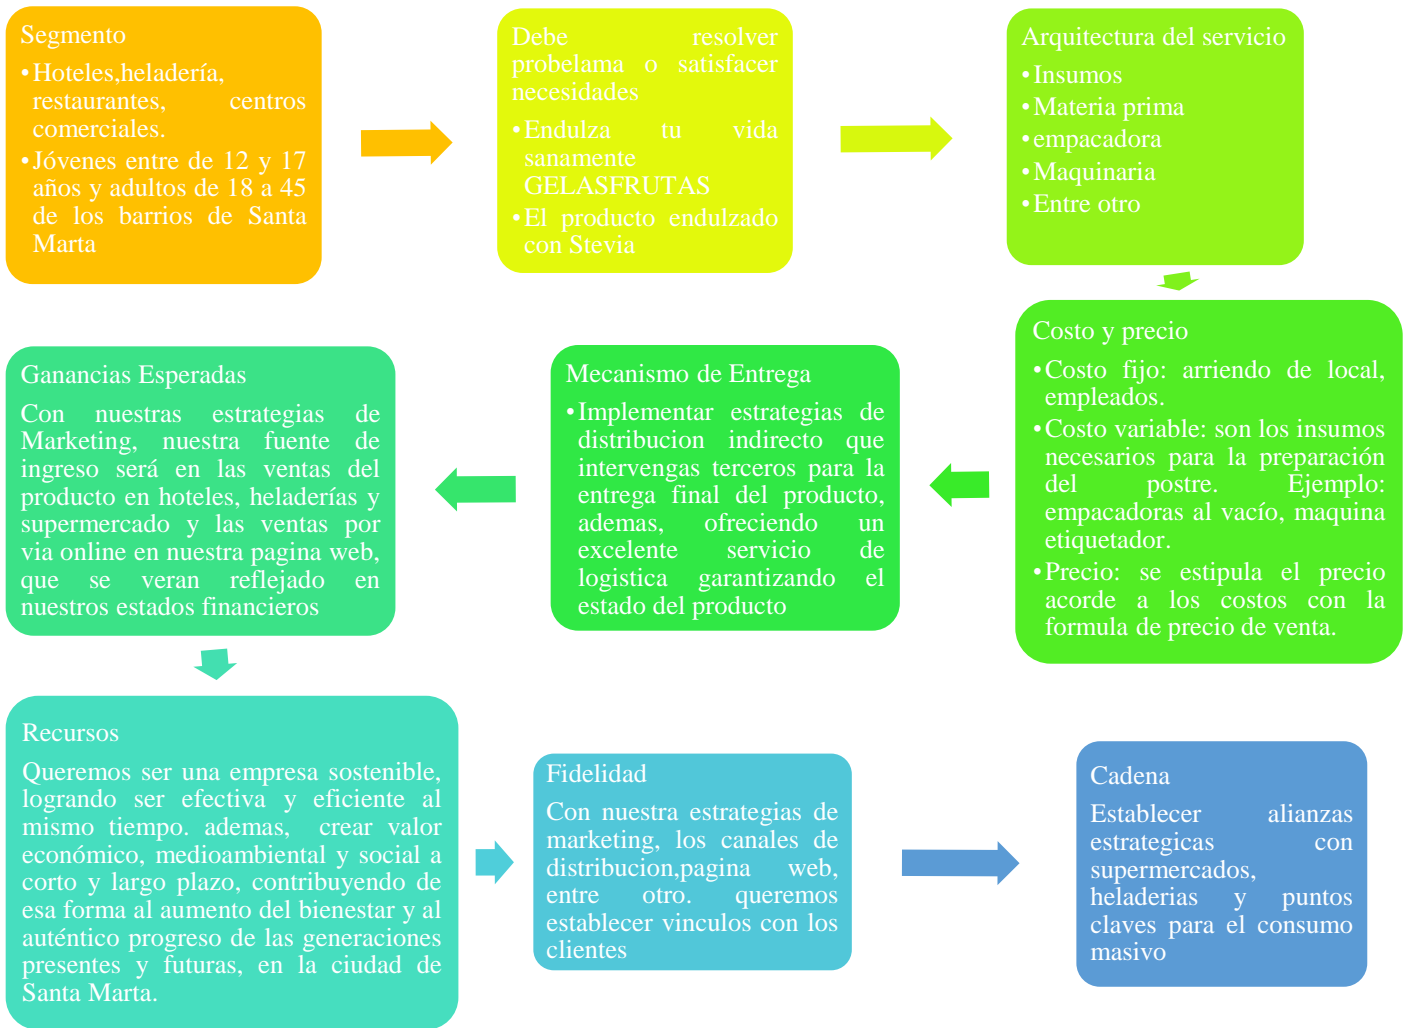 Segmento
•Hoteles,heladería,
restaurantes, centros
comerciales.
•Jóvenes entre de 12 y 17
años y adultos de 18 a 45
de los barrios de Santa
Marta
Debe resolver
probelama o satisfacer
necesidades
•Endulza tu vida
sanamente
GELASFRUTAS
•El producto endulzado
con Stevia
Arquitectura del servicio
•Insumos
•Materia prima
•empacadora
•Maquinaria
•Entre otro
Costo y precio
•Costo fijo: arriendo de local,
empleados.
•Costo variable: son los insumos
necesarios para la preparación
del postre. Ejemplo:
empacadoras al vacío, maquina
etiquetador.
•Precio: se estipula el precio
acorde a los costos con la
formula de precio de venta.
Mecanismo de Entrega
•Implementar estrategias de
distribucion indirecto que
intervengas terceros para la
entrega final del producto,
ademas, ofreciendo un
excelente servicio de
logistica garantizando el
estado del producto
Ganancias Esperadas
Con nuestras estrategias de
Marketing, nuestra fuente de
ingreso será en las ventas del
producto en hoteles, heladerías y
supermercado y las ventas por
via online en nuestra pagina web,
que se veran reflejado en
nuestros estados financieros
Recursos
Queremos ser una empresa sostenible,
logrando ser efectiva y eficiente al
mismo tiempo. ademas, crear valor
económico, medioambiental y social a
corto y largo plazo, contribuyendo de
esa forma al aumento del bienestar y al
auténtico progreso de las generaciones
presentes y futuras, en la ciudad de
Santa Marta.
Fidelidad
Con nuestra estrategias de
marketing, los canales de
distribucion,pagina web,
entre otro. queremos
establecer vinculos con los
clientes
Cadena
Establecer alianzas
estrategicas con
supermercados,
heladerias y puntos
claves para el consumo
masivo